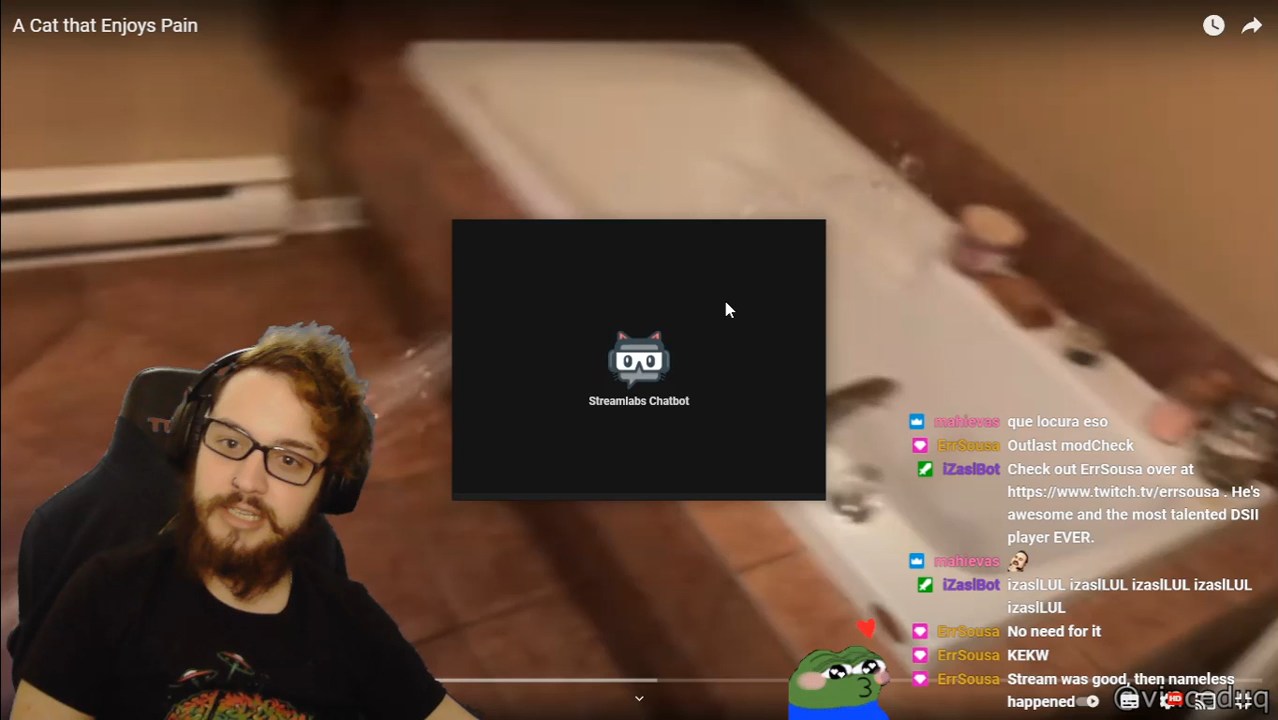 A Cat that Enjoys Pain
Streamlabs Chatbot
mahievas que locura eso
ErrSousa Outlast modCheck
iZaslBot Check out ErrSousa over at
https://www.twitch.tv/errsousa . He's
awesome and the most talented DSII
player EVER.
mahievas
iZaslBot izaslLUL izaslLUL izaslLUL izaslLUL
izaslLUL
ErrSousa No need for it
ErrSousa KEKW
ErrSousa Stream was good, then nameless
happened
HD